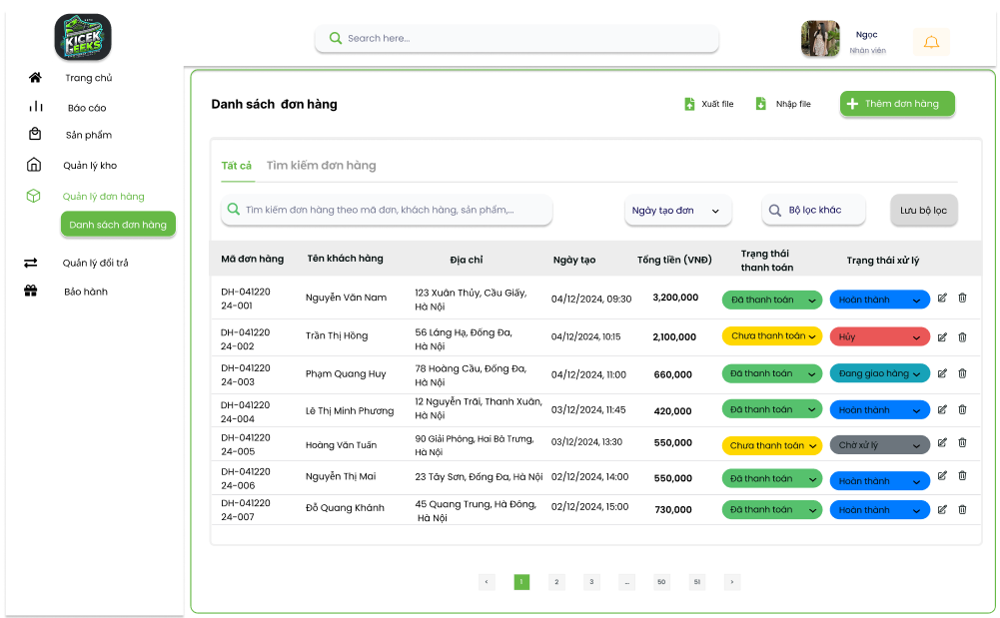 KICEK
GEEKS
Search here...
Ngọc
Nhân viên
Trang chủ
Báo cáo
Sản phẩm
Quản lý kho
Quản lý đơn hàng
Danh sách đơn hàng
Quản lý đổi trả
Bảo hành
Danh sách đơn hàng
Xuất file
Nhập file
Thêm đơn hàng
Tất cả
Tìm kiếm đơn hàng
Tìm kiếm đơn hàng theo mã đơn, khách hàng, sản phẩm,...
Ngày tạo đơn
Bộ lọc khác
Lưu bộ lọc
Mã đơn hàng
Tên khách hàng
Địa chỉ
Ngày tạo
Tổng tiền (VNĐ)
Trạng thái
thanh toán
Trạng thái xử lý
DH-041220
24-001
Nguyễn Văn Nam
123 Xuân Thủy, Cầu Giấy,
Hà Nội
04/12/2024, 09:30
3,200,000
Đã thanh toán
Hoàn thành
DH-041220
24-002
Trần Thị Hồng
56 Láng Hạ, Đống Đa,
Hà Nội
04/12/2024, 10:15
2,100,000
Chưa thanh toán
Hủy
DH-041220
24-003
Phạm Quang Huy
78 Hoàng Cầu, Đống Đa,
Hà Nội
04/12/2024, 11:00
660,000
Đã thanh toán
Đang giao hàng
DH-041220
24-004
Lê Thị Minh Phương
12 Nguyễn Trãi, Thanh Xuân,
Hà Nội
03/12/2024, 11:45
420,000
Đã thanh toán
Hoàn thành
DH-041220
24-005
Hoàng Văn Tuấn
90 Giải Phóng, Hai Bà Trưng,
Hà Nội
03/12/2024, 13:30
550,000
Chưa thanh toán
Chờ xử lý
DH-041220
24-006
Nguyễn Thị Mai
23 Tây Sơn, Đống Đa, Hà Nội
02/12/2024, 14:00
550,000
Đã thanh toán
Hoàn thành
DH-041220
24-007
Đỗ Quang Khánh
45 Quang Trung, Hà Đông,
Hà Nội
02/12/2024, 15:00
730,000
Đã thanh toán
Hoàn thành
< 1 2 3 ... 50 51 >